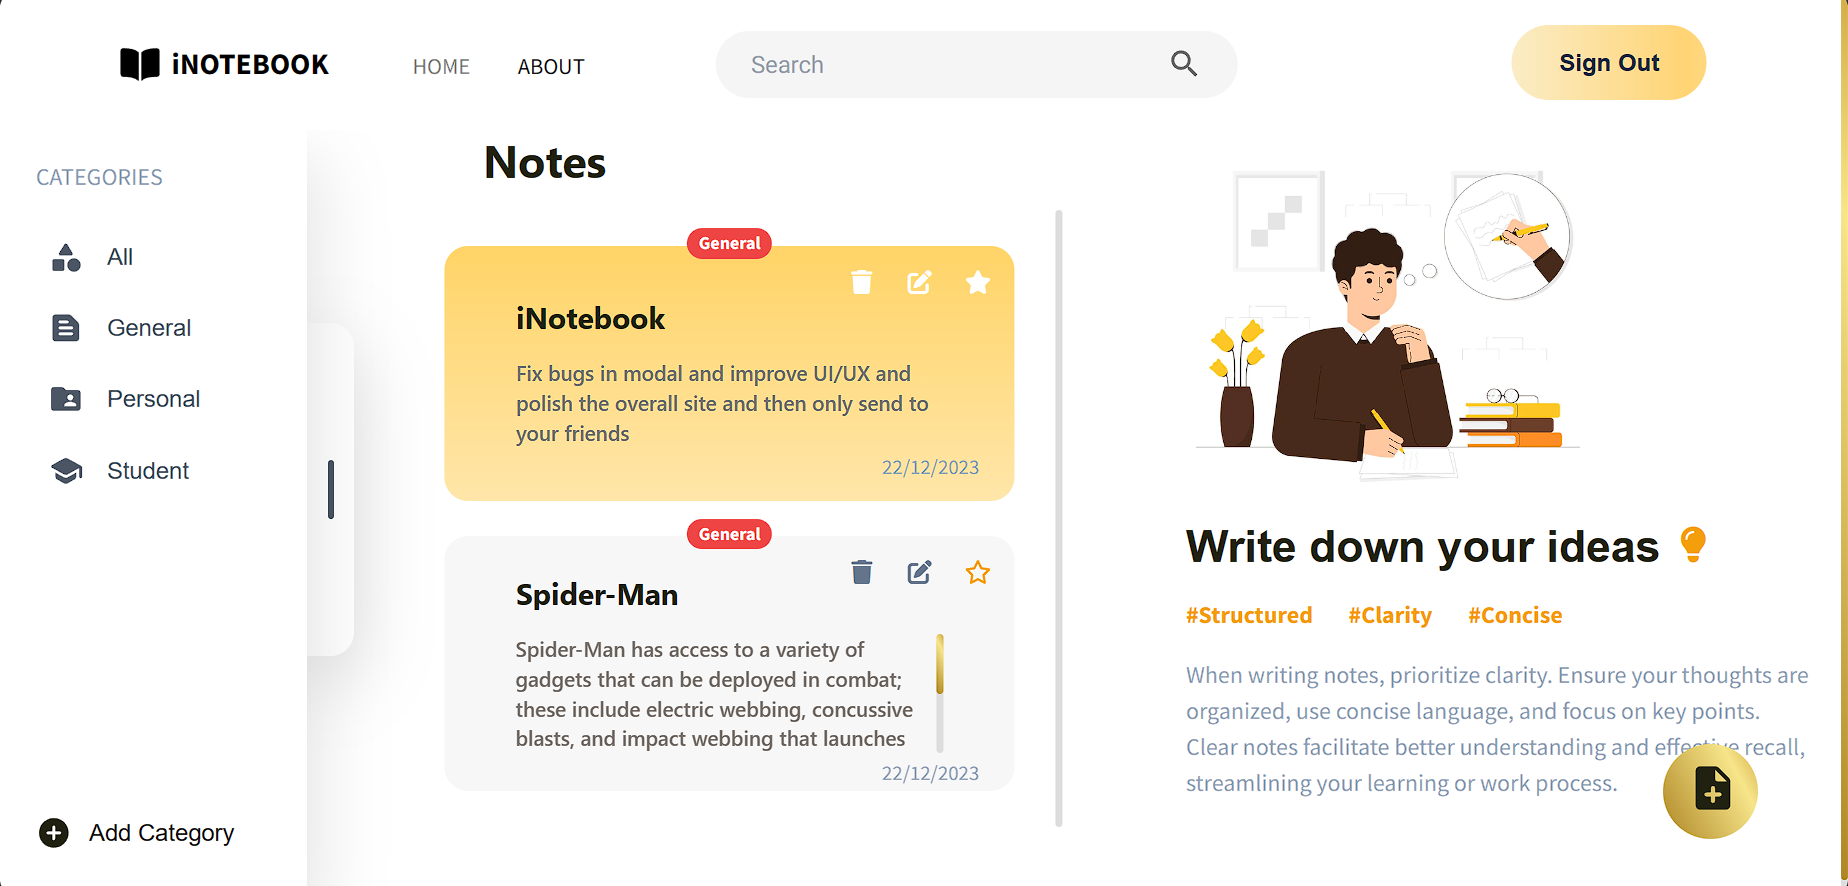 iNOTEBOOK
HOME
ABOUT
Search
Sign Out
CATEGORIES
All
General
Personal
Student
Add Category
Notes
General
iNotebook
Fix bugs in modal and improve UI/UX and
polish the overall site and then only send to
your friends
22/12/2023
General
Spider-Man
Spider-Man has access to a variety of
gadgets that can be deployed in combat;
these include electric webbing, concussive
blasts, and impact webbing that launches
22/12/2023
Write down your ideas
#Structured #Clarity #Concise
When writing notes, prioritize clarity. Ensure your thoughts are
organized, use concise language, and focus on key points.
Clear notes facilitate better understanding and effective recall,
streamlining your learning or work process.